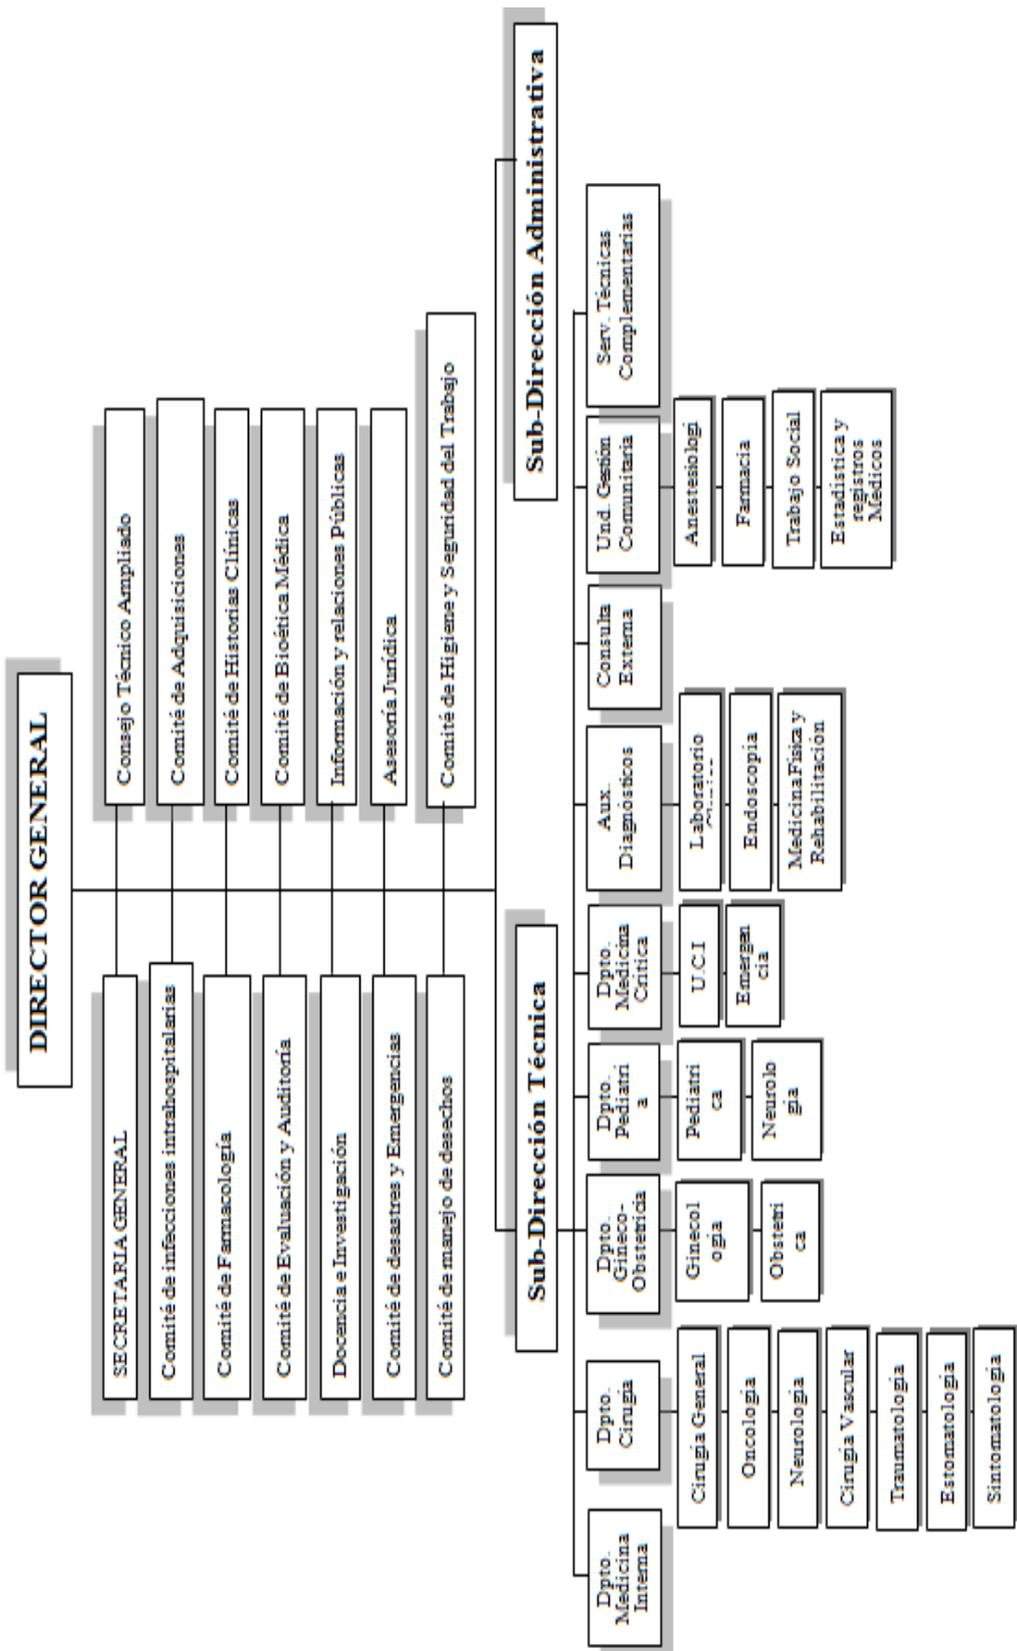 DIRECTOR GENERAL
SECRETARIA GENERAL
Consejo Técnico Ampliado
Comité de infecciones intrahospitalarias
Comité de Adquisiciones
Comité de Farmacología
Comité de Historias Clínicas
Comité de Evaluación y Auditoría
Comité de Bioética Médica
Docencia e Investigación
Información y relaciones Públicas
Comité de desastres y Emergencias
Asesoría Jurídica
Comité de manejo de desechos
Comité de Higiene y Seguridad del Trabajo
Sub-Dirección Técnica
Sub-Dirección Administrativa
Dpto.
Medicina
Interna
Dpto.
Cirugía
Cirugía General
Oncología
Neurología
Cirugía Vascular
Traumatología
Estomatología
Sintomatología
Dpto.
Gineco-
Obstetricia
Ginecol
ogía
Obstetri
ca
Dpto.
Pediatri
a
Pediatri
ca
Neurolo
gía
Dpto.
Medicina
Crítica
U.C.I
Emergen
cia
Aux.
Diagnósticos
Laboratorio
Endoscopia
Medicina Física y
Rehabilitación
Consulta
Externa
Und. Gestión
Comunitaria
Anestesiologi
Farmacia
Trabajo Social
Estadística y
registros
Medicos
Serv. Técnicas
Complementarias